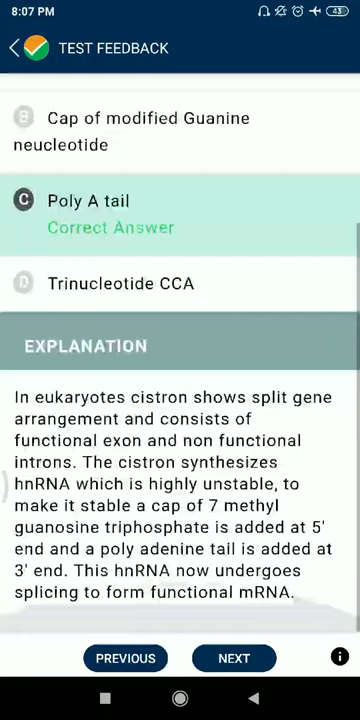 8:07 PM
43
TEST FEEDBACK
B Cap of modified Guanine
neucleotide
C Poly A tail
Correct Answer
D Trinucleotide CCA
EXPLANATION
In eukaryotes cistron shows split gene
arrangement and consists of
functional exon and non functional
introns. The cistron synthesizes
hnRNA which is highly unstable, to
make it stable a cap of 7 methyl
guanosine triphosphate is added at 5'
end and a poly adenine tail is added at
3' end. This hnRNA now undergoes
splicing to form functional mRNA.
PREVIOUS
NEXT